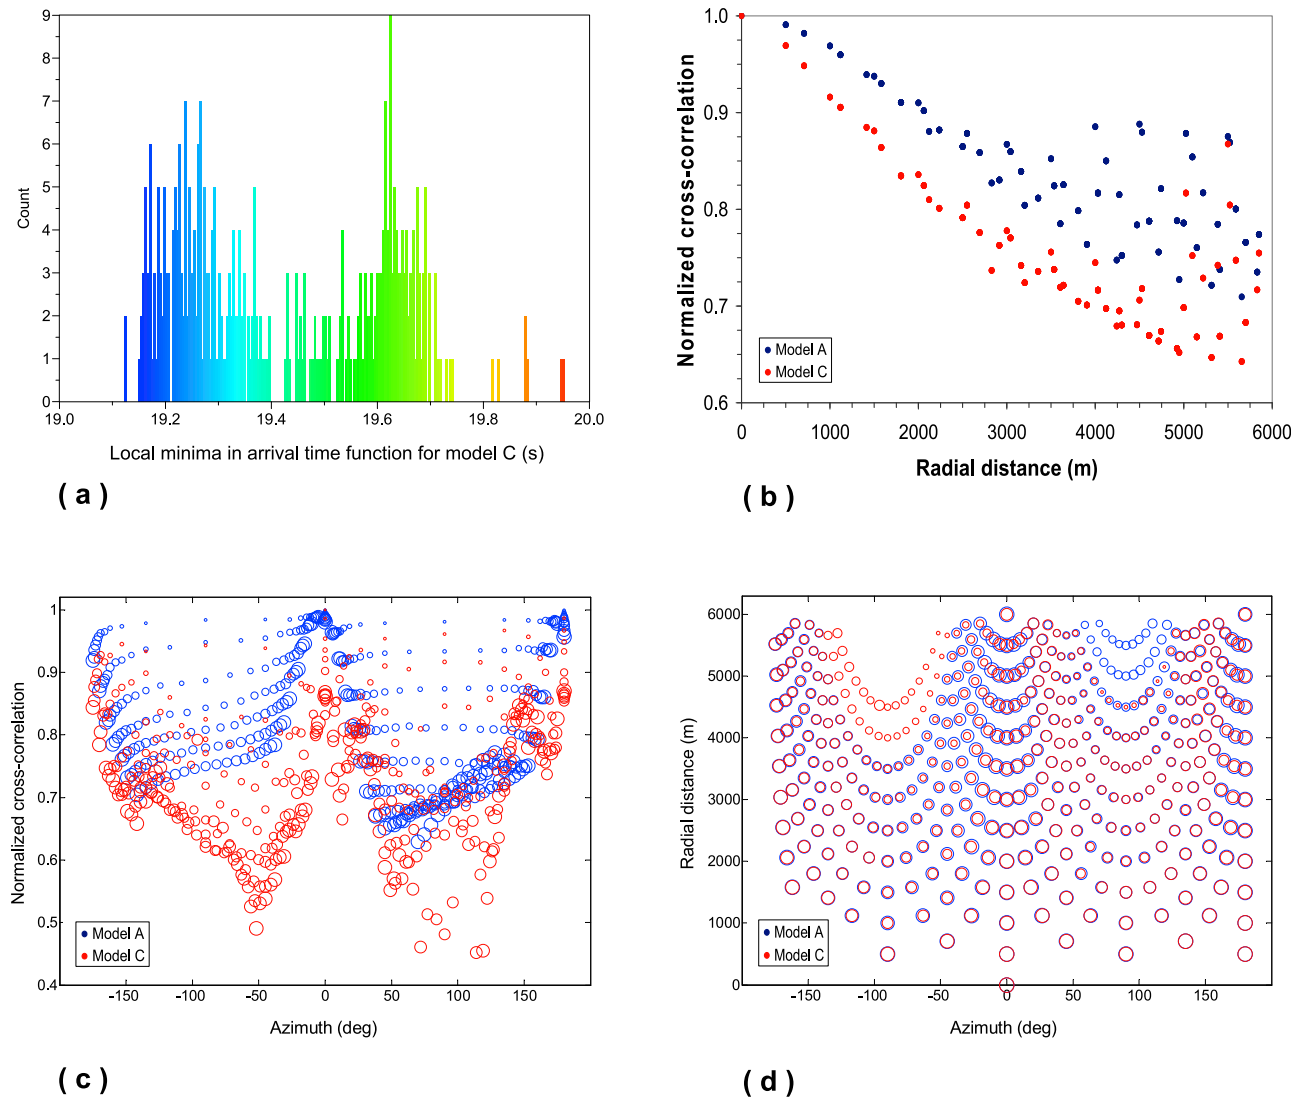 9
8
7
6
5
4
3
2
1
0
Count
19.0 19.2 19.4 19.6 19.8 20.0
Local minima in arrival time function for model C (s)
( a )
1.0
0.9
0.8
0.7
0.6
Normalized cross-correlation
Model A
Model C
0 1000 2000 3000 4000 5000 6000
Radial distance (m)
( b )
1
0.9
0.8
0.7
0.6
0.5
0.4
Normalized cross-correlation
Model A
Model C
-150 -100 -50 0 50 100 150
Azimuth (deg)
( c )
6000
5000
4000
3000
2000
1000
0
Radial distance (m)
Model A
Model C
-150 -100 -50 0 50 100 150
Azimuth (deg)
( d )